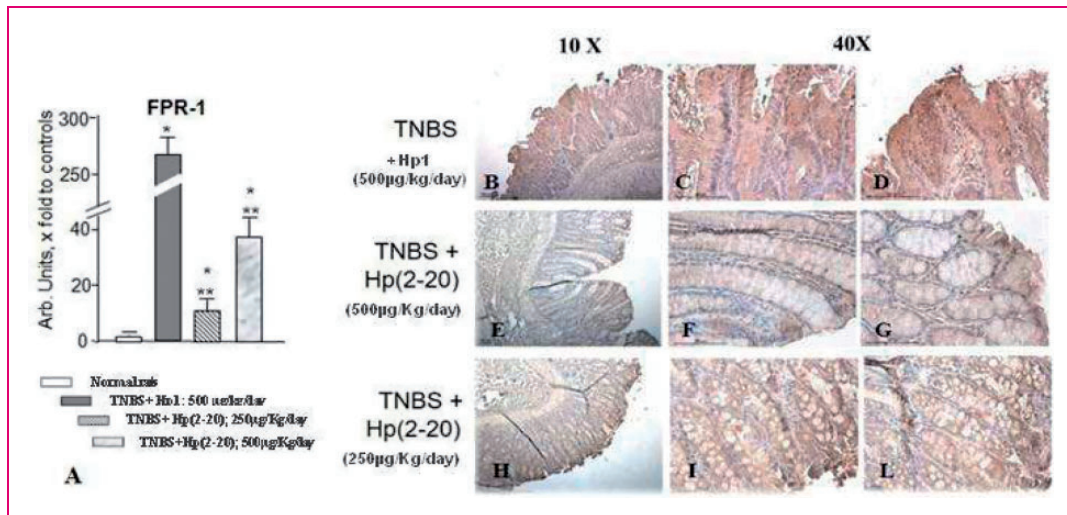 10 X
40X
FPR-1
Arb. Units, x fold to controls
300
250
40
20
0
*
*
**
*
**
Normal rats
TNBS+ Hp1: 500 µg/kg/day
TNBS+ Hp(2-20); 250µg/Kg/day
TNBS+Hp(2-20); 500µg/Kg/day
A
TNBS
+ Hp1
(500µg/kg/day)
B
C
D
TNBS +
Hp(2-20)
(500µg/Kg/day)
E
F
G
TNBS +
Hp(2-20)
(250µg/Kg/day)
H
I
L